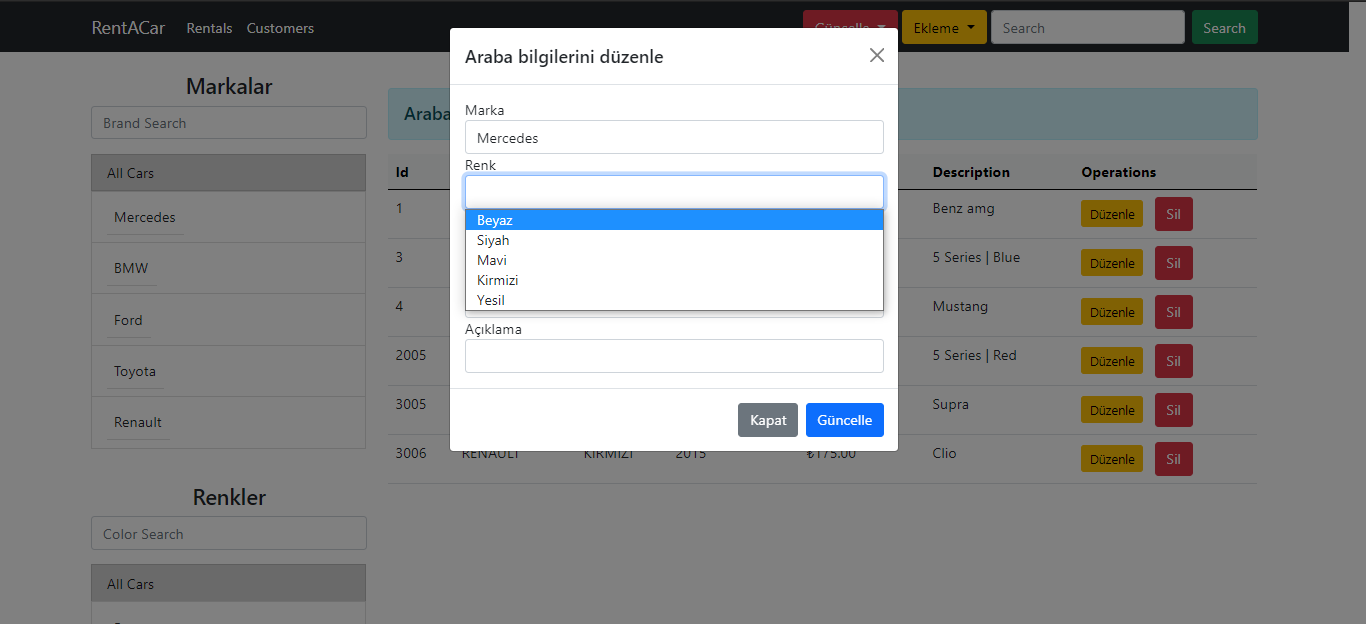 RentACar Rentals Customers Güncelle Ekleme Search Search
Araba bilgilerini düzenle
Marka
Mercedes
Renk
Beyaz
Siyah
Mavi
Kirmizi
Yesil
Açıklama
Kapat Güncelle
Markalar
Brand Search
All Cars
Mercedes
BMW
Ford
Toyota
Renault
Renkler
Color Search
All Cars
Araba
Id Description Operations
1 Benz amg Düzenle Sil
3 5 Series | Blue Düzenle Sil
4 Mustang Düzenle Sil
2005 5 Series | Red Düzenle Sil
3005 Supra Düzenle Sil
3006 RENAULT KIRMIZI 2015 ₺175.00 Clio Düzenle Sil